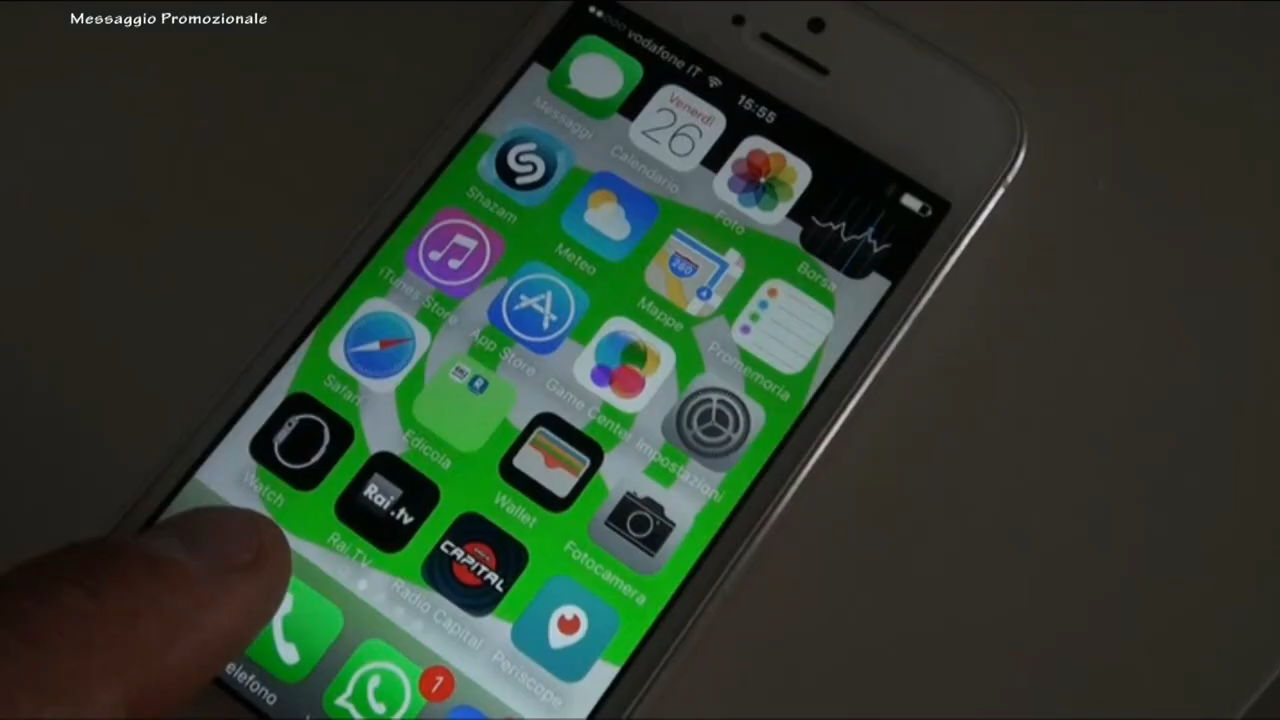 Messaggio Promozionale
vodafone IT
15:55
Messaggi
Venerdì
26
Calendario
Foto
Borsa
Shazam
Meteo
280
Mappe
Promemoria
iTunes Store
App Store
Game Center
Impostazioni
Safari
Edicola
Wallet
Fotocamera
Watch
Rai.tv
Rai.TV
CAPITAL
Radio Capital
Periscope
elefono
1